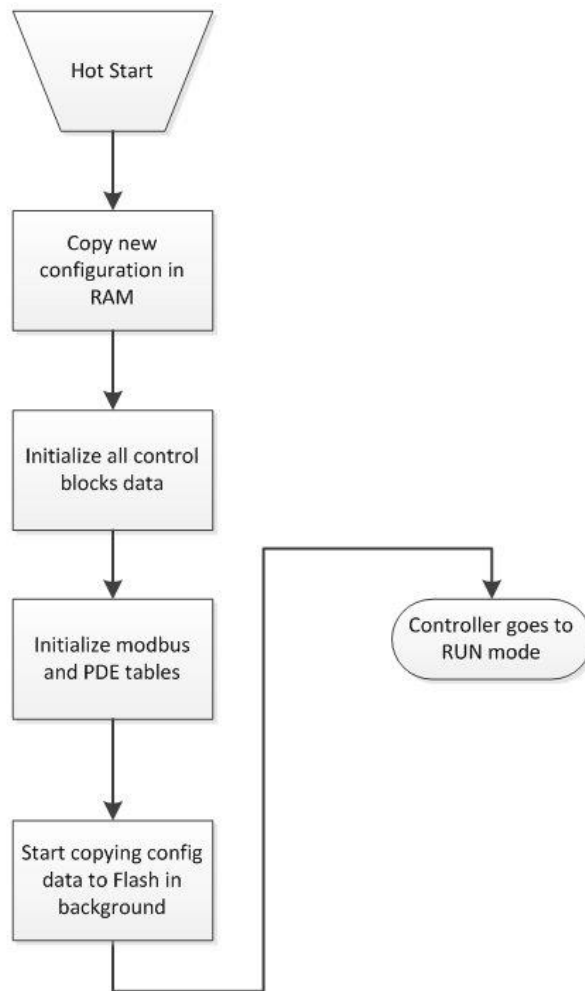 Hot Start
Copy new
configuration in
RAM
Initialize all control
blocks data
Initialize modbus
and PDE tables
Controller goes to
RUN mode
Start copying config
data to Flash in
background